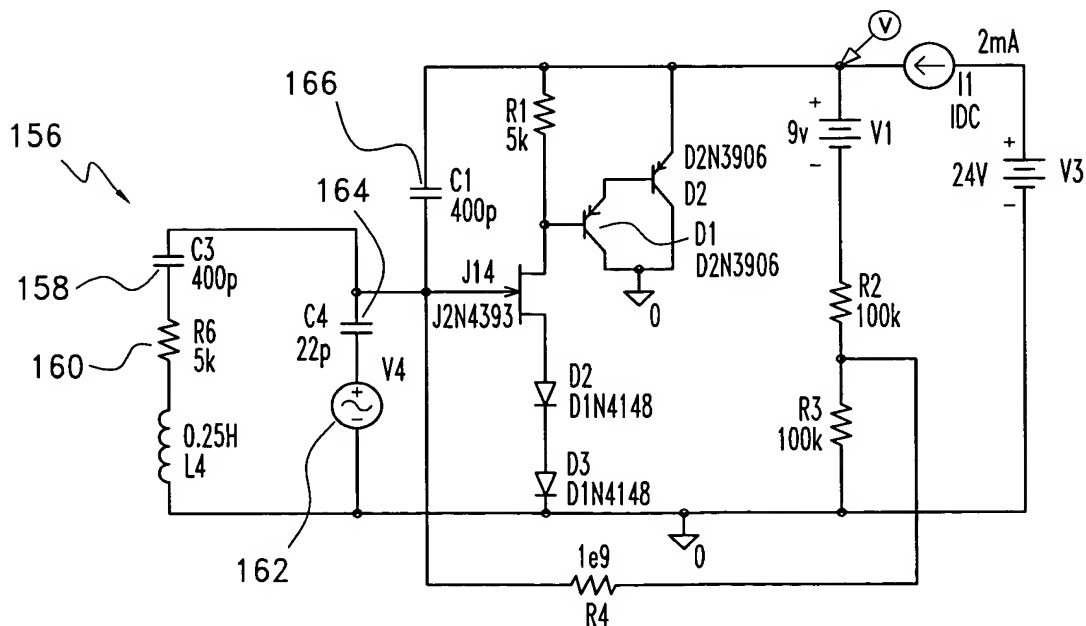 V
2mA
166
R1
5k
I1
IDC
156
9v
+
-
V1
D2N3906
D2
+
24V
-
V3
164
C1
400p
C3
400p
D1
D2N3906
158
J14
J2N4393
0
C4
22p
R2
100k
R6
5k
160
V4
+
-
D2
D1N4148
R3
100k
0.25H
L4
D3
D1N4148
162
0
1e9
R4